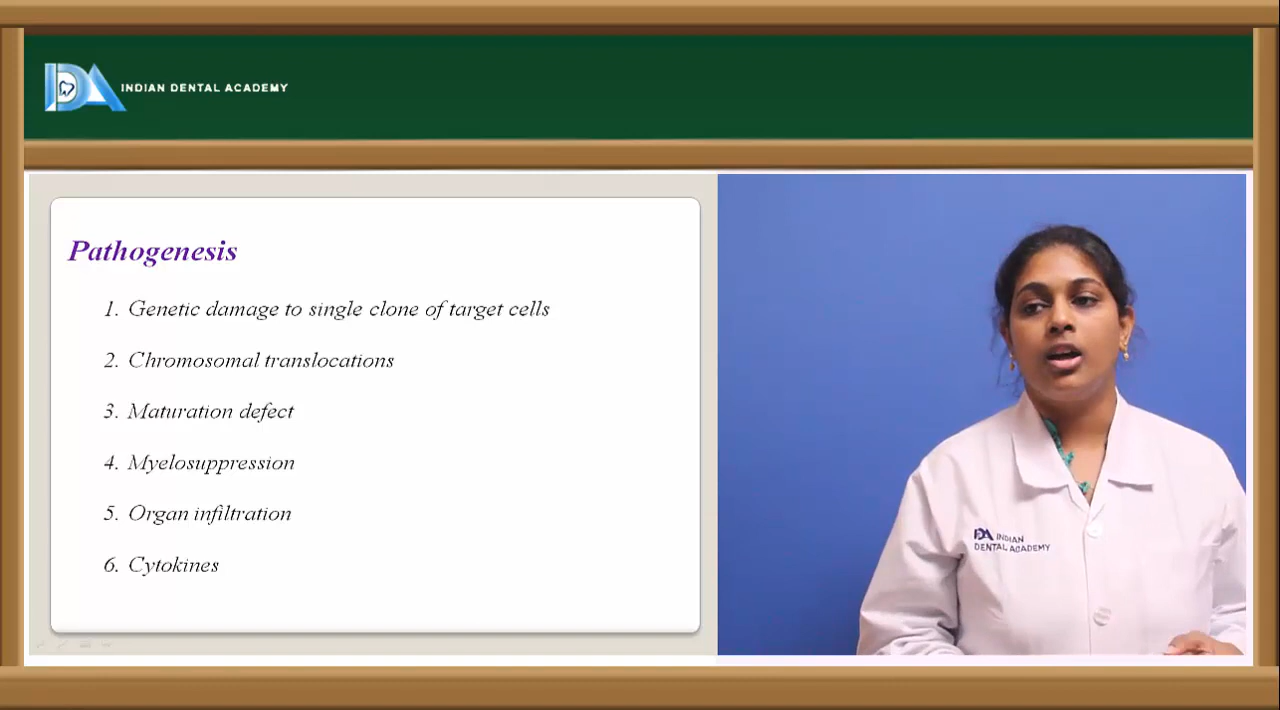 INDIAN DENTAL ACADEMY
Pathogenesis
1. Genetic damage to single clone of target cells
2. Chromosomal translocations
3. Maturation defect
4. Myelosuppression
5. Organ infiltration
6. Cytokines
IDA INDIAN
DENTAL ACADEMY